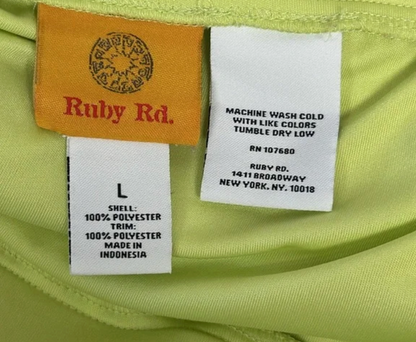 Ruby Rd.
L
SHELL:
100% POLYESTER
TRIM:
100% POLYESTER
MADE IN
INDONESIA
MACHINE WASH COLD
WITH LIKE COLORS
TUMBLE DRY LOW
RN 107680
RUBY RD.
1411 BROADWAY
NEW YORK. NY. 10018